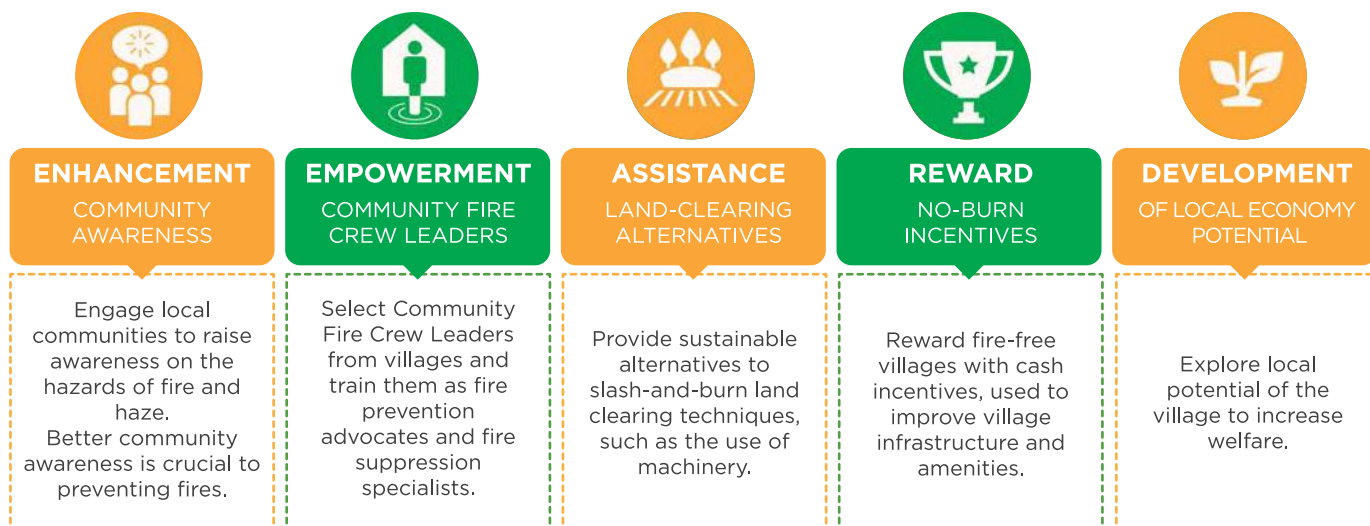 ENHANCEMENT
COMMUNITY
AWARENESS
Engage local
communities to raise
awareness on the
hazards of fire and
haze.
Better community
awareness is crucial to
preventing fires.
EMPOWERMENT
COMMUNITY FIRE
CREW LEADERS
Select Community
Fire Crew Leaders
from villages and
train them as fire
prevention
advocates and fire
suppression
specialists.
ASSISTANCE
LAND-CLEARING
ALTERNATIVES
Provide sustainable
alternatives to
slash-and-burn land
clearing techniques,
such as the use of
machinery.
REWARD
NO-BURN
INCENTIVES
Reward fire-free
villages with cash
incentives, used to
improve village
infrastructure and
amenities.
DEVELOPMENT
OF LOCAL ECONOMY
POTENTIAL
Explore local
potential of the
village to increase
welfare.